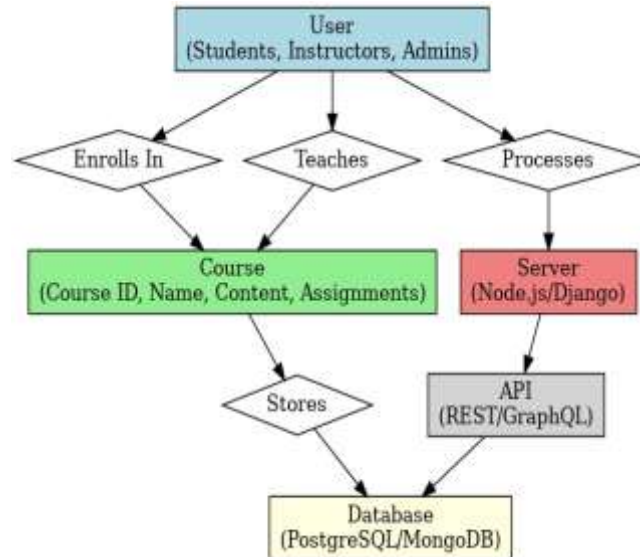 User
(Students, Instructors, Admins)
Enrolls In
Teaches
Processes
Course
(Course ID, Name, Content, Assignments)
Server
(Node.js/Django)
Stores
API
(REST/GraphQL)
Database
(PostgreSQL/MongoDB)